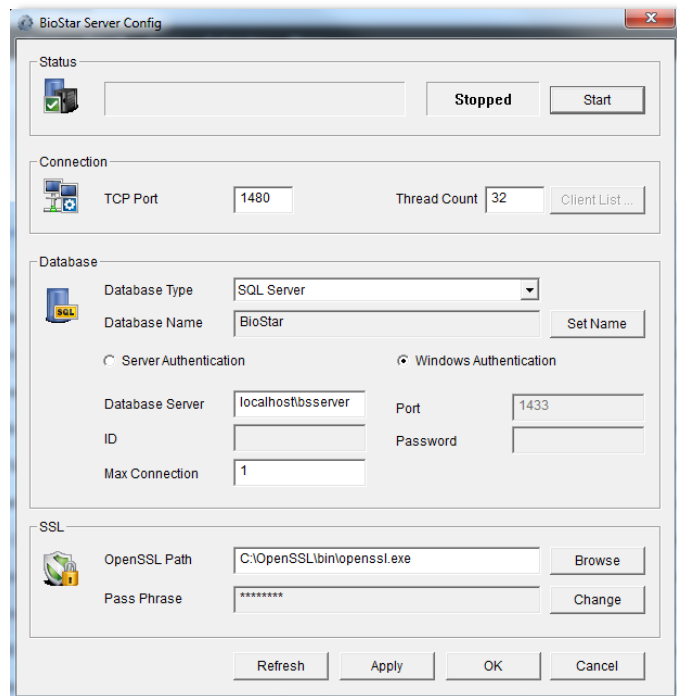 BioStar Server Config
Status
Stopped Start
Connection
TCP Port 1480 Thread Count 32 Client List ...
Database
Database Type SQL Server
SQL
Database Name BioStar Set Name
Server Authentication Windows Authentication
Database Server localhost\bsserver Port 1433
ID Password
Max Connection 1
SSL
OpenSSL Path C:\OpenSSL\bin\openssl.exe Browse
Pass Phrase ******** Change
Refresh Apply OK Cancel